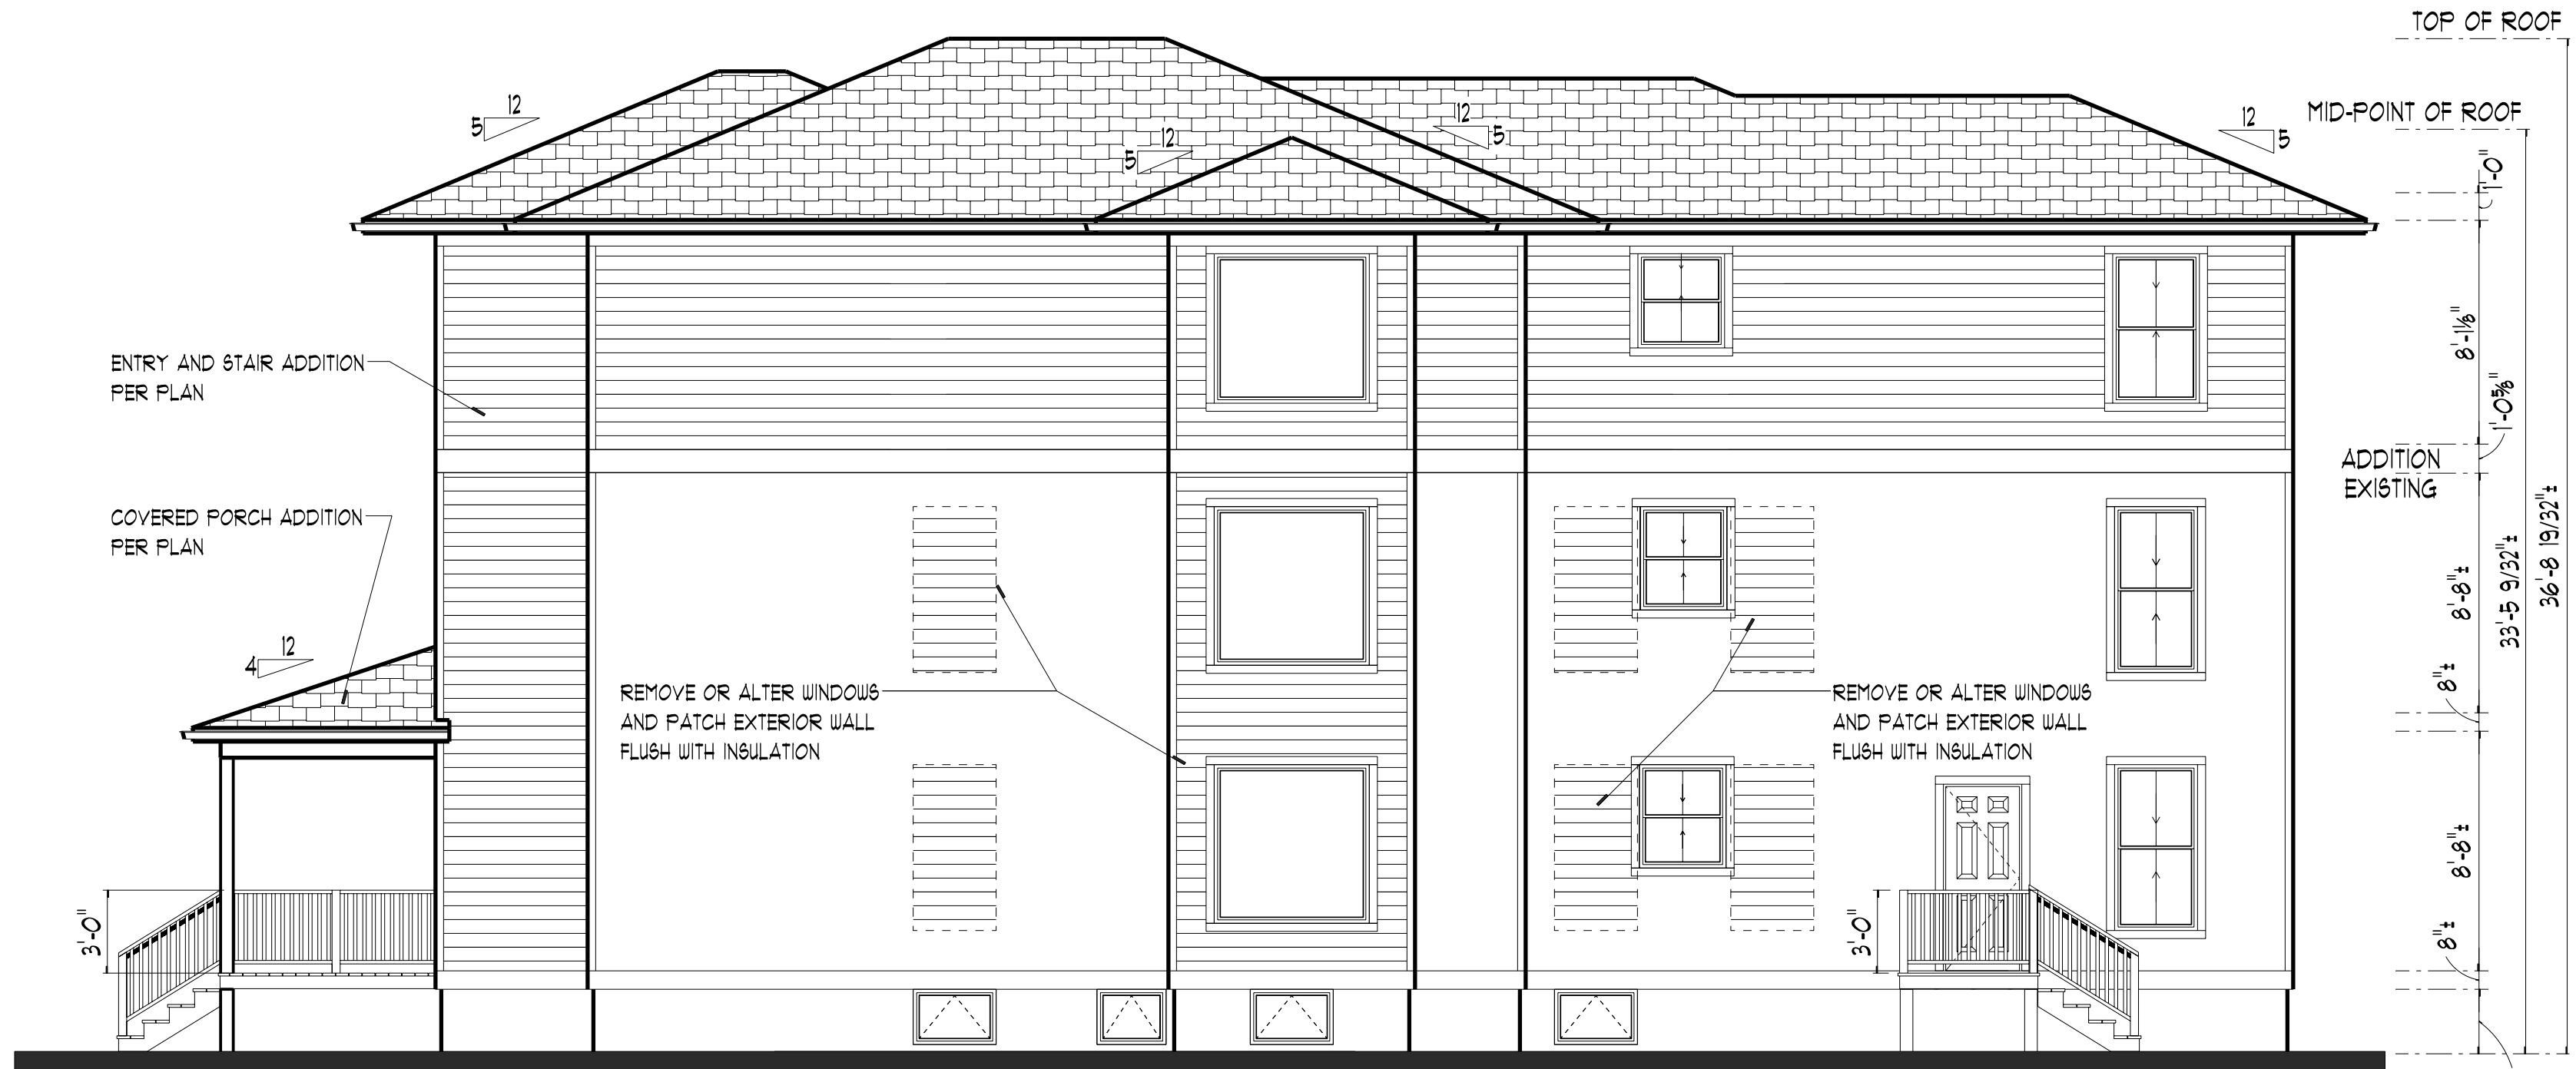 TOP OF ROOF
12
5
12
5
12
5
12
5
MID-POINT OF ROOF
1'-0"
8'-1⅛"
1'-0⅝"
ENTRY AND STAIR ADDITION
PER PLAN
ADDITION
EXISTING
COVERED PORCH ADDITION
PER PLAN
12
4
REMOVE OR ALTER WINDOWS
AND PATCH EXTERIOR WALL
FLUSH WITH INSULATION
REMOVE OR ALTER WINDOWS
AND PATCH EXTERIOR WALL
FLUSH WITH INSULATION
8'-8"±
33'-5 9/32"±
36'-8 19/32"±
8"±
8'-8"±
3'-0"
3'-0"
8"±